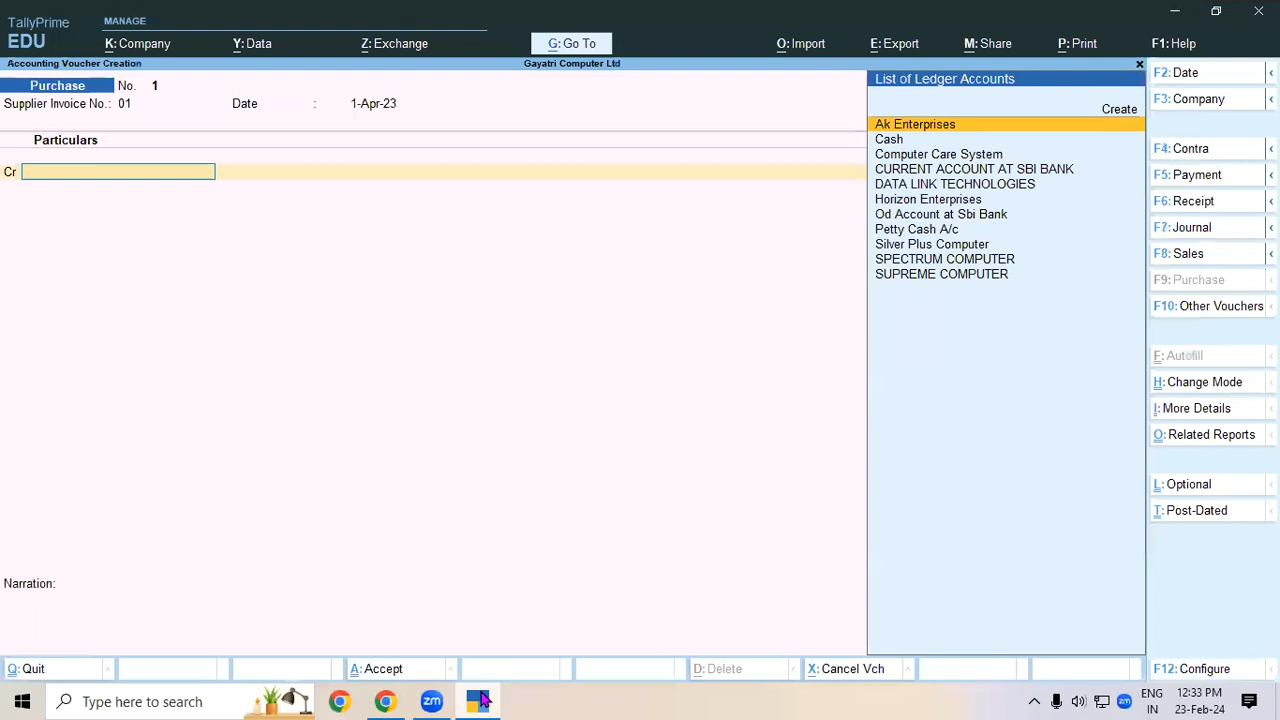 TallyPrime
EDU
MANAGE
K: Company
Y: Data
Z: Exchange
G: Go To
O: Import
E: Export
M: Share
P: Print
F1: Help
Accounting Voucher Creation
Gayatri Computer Ltd
Purchase No. 1
Supplier Invoice No.: 01 Date : 1-Apr-23
Particulars
Cr
Narration:
List of Ledger Accounts
Create
Ak Enterprises
Cash
Computer Care System
CURRENT ACCOUNT AT SBI BANK
DATA LINK TECHNOLOGIES
Horizon Enterprises
Od Account at Sbi Bank
Petty Cash A/c
Silver Plus Computer
SPECTRUM COMPUTER
SUPREME COMPUTER
F2: Date
F3: Company
F4: Contra
F5: Payment
F6: Receipt
F7: Journal
F8: Sales
F9: Purchase
F10: Other Vouchers
F: Autofill
H: Change Mode
I: More Details
O: Related Reports
L: Optional
T: Post-Dated
Q: Quit
A: Accept
D: Delete
X: Cancel Vch
F12: Configure
Type here to search
zm
zm
ENG
IN
12:33 PM
23-Feb-24